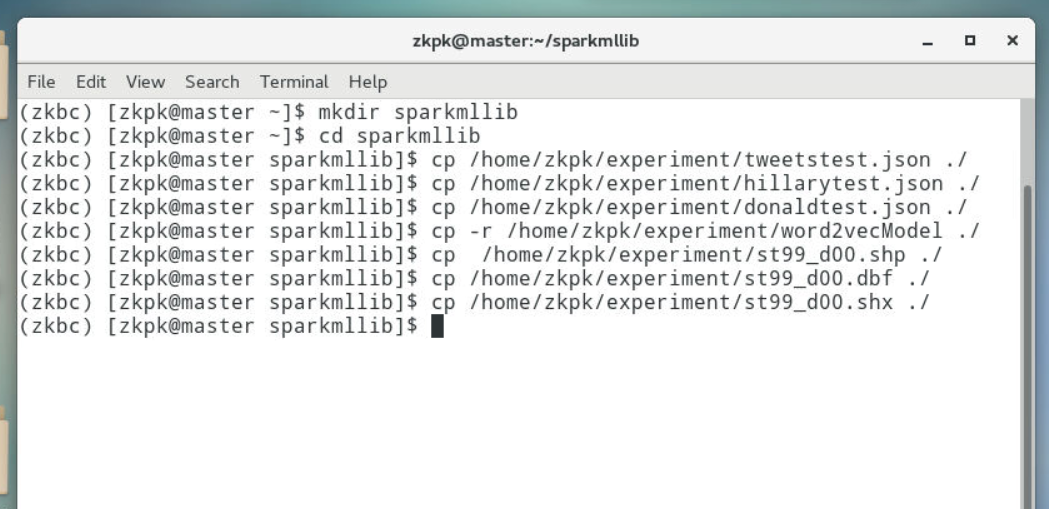 zkpk@master:~/sparkmllib
File Edit View Search Terminal Help
(zkbc) [zkpk@master ~]$ mkdir sparkmllib
(zkbc) [zkpk@master ~]$ cd sparkmllib
(zkbc) [zkpk@master sparkmllib]$ cp /home/zkpk/experiment/tweetstest.json ./
(zkbc) [zkpk@master sparkmllib]$ cp /home/zkpk/experiment/hillarytest.json ./
(zkbc) [zkpk@master sparkmllib]$ cp /home/zkpk/experiment/donaldtest.json ./
(zkbc) [zkpk@master sparkmllib]$ cp -r /home/zkpk/experiment/word2vecModel ./
(zkbc) [zkpk@master sparkmllib]$ cp  /home/zkpk/experiment/st99_d00.shp ./
(zkbc) [zkpk@master sparkmllib]$ cp /home/zkpk/experiment/st99_d00.dbf ./
(zkbc) [zkpk@master sparkmllib]$ cp /home/zkpk/experiment/st99_d00.shx ./
(zkbc) [zkpk@master sparkmllib]$